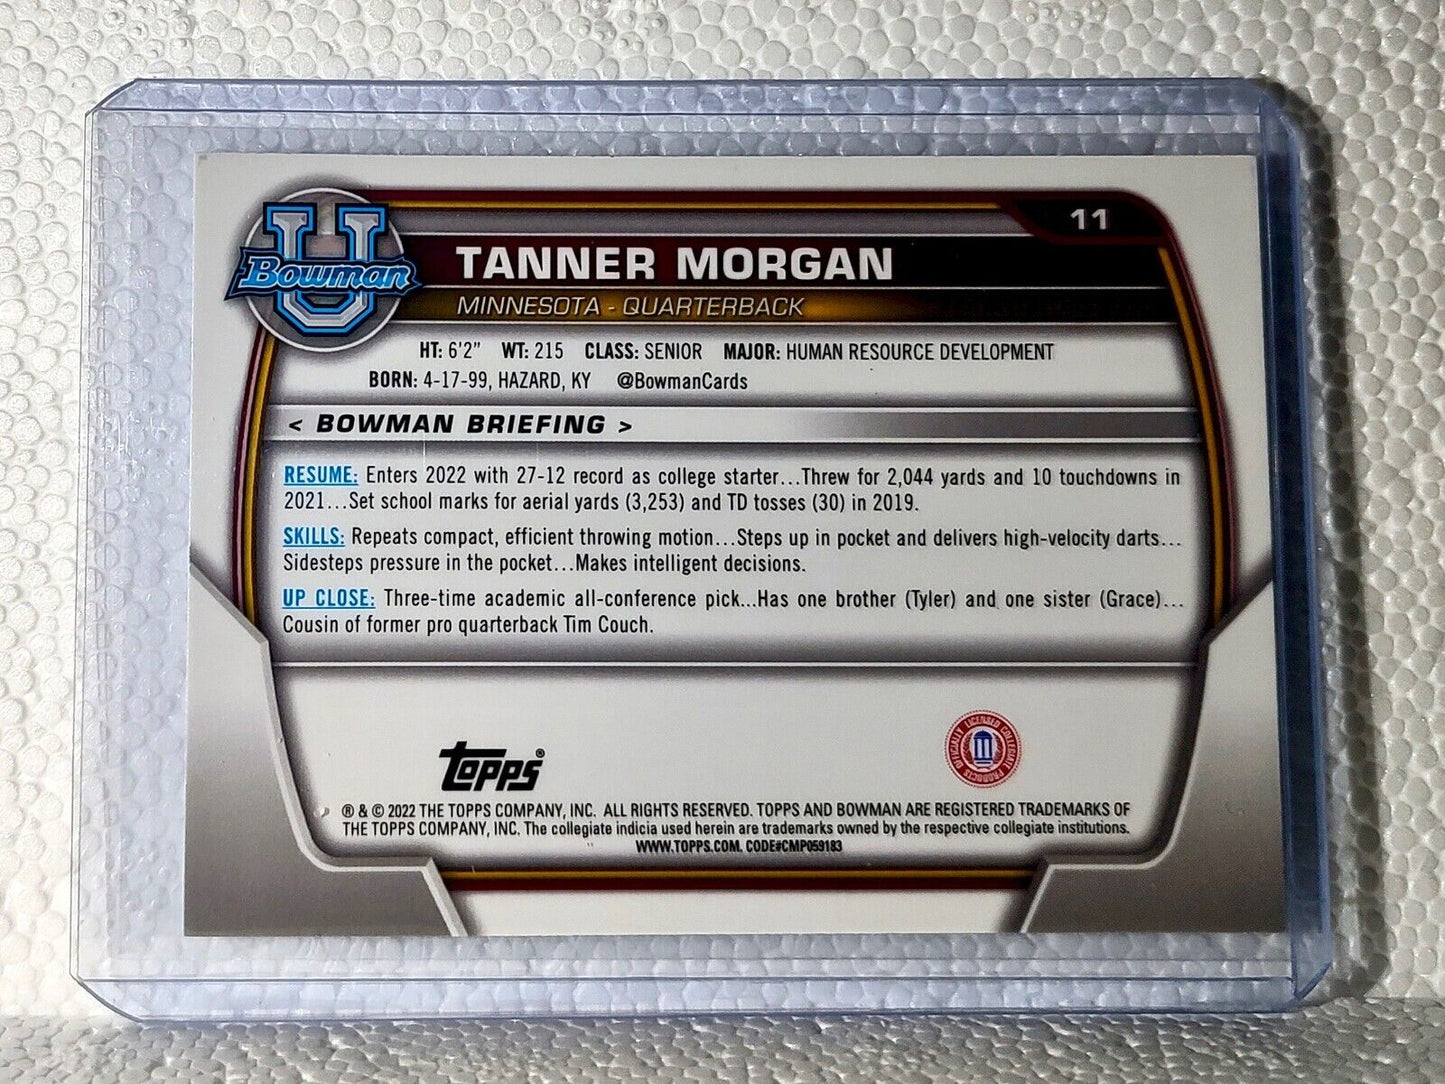 11
U
Bowman
TANNER MORGAN
MINNESOTA - QUARTERBACK
HT: 6'2" WT: 215 CLASS: SENIOR MAJOR: HUMAN RESOURCE DEVELOPMENT
BORN: 4-17-99, HAZARD, KY @BowmanCards
< BOWMAN BRIEFING >
RESUME: Enters 2022 with 27-12 record as college starter...Threw for 2,044 yards and 10 touchdowns in
2021...Set school marks for aerial yards (3,253) and TD tosses (30) in 2019.
SKILLS: Repeats compact, efficient throwing motion...Steps up in pocket and delivers high-velocity darts...
Sidesteps pressure in the pocket...Makes intelligent decisions.
UP CLOSE: Three-time academic all-conference pick...Has one brother (Tyler) and one sister (Grace)...
Cousin of former pro quarterback Tim Couch.
topps®
OFFICIALLY LICENSED COLLEGIATE PRODUCTS
® & © 2022 THE TOPPS COMPANY, INC. ALL RIGHTS RESERVED. TOPPS AND BOWMAN ARE REGISTERED TRADEMARKS OF
THE TOPPS COMPANY, INC. The collegiate indicia used herein are trademarks owned by the respective collegiate institutions.
WWW.TOPPS.COM. CODE#CMP059183